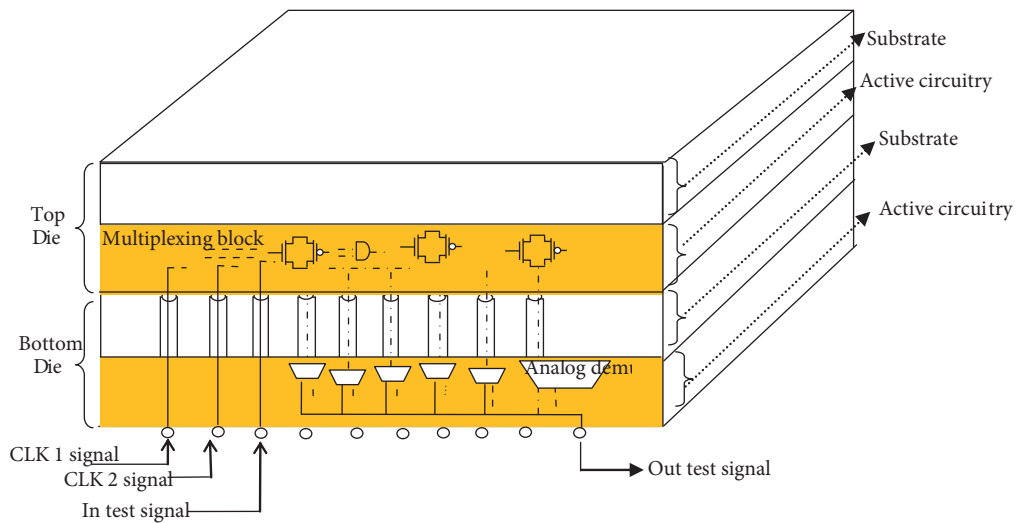 Substrate
Active circuitry
Substrate
Active circuitry
Top
Die
Multiplexing block
Bottom
Die
Analog demu
CLK 1 signal
CLK 2 signal
In test signal
Out test signal